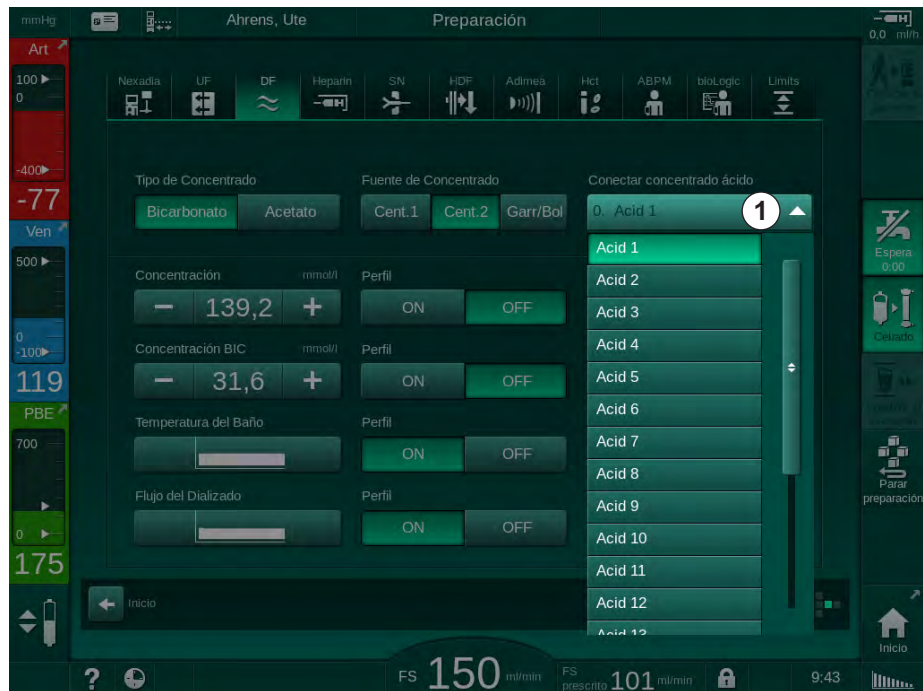 mmHg
Ahrens, Ute
Preparación
0,0 ml/h
Art
100
0
-400
-77
Ven
500
0
-100
119
PBE
700
0
175
Nexadia
UF
DF
Heparin
SN
HDF
Adimea
Hct
ABPM
bioLogic
Limits
Tipo de Concentrado
Fuente de Concentrado
Conectar concentrado ácido
Bicarbonato
Acetato
Cent.1
Cent.2
Garr/Bol
0. Acid 1
1
Acid 1
Acid 2
Acid 3
Acid 4
Acid 5
Acid 6
Acid 7
Acid 8
Acid 9
Acid 10
Acid 11
Acid 12
Acid 13
Concentración
mmol/l
Perfil
139,2
ON
OFF
Concentración BIC
mmol/l
Perfil
31,6
ON
OFF
Temperatura del Baño
Perfil
ON
OFF
Flujo del Dializado
Perfil
ON
OFF
Inicio
Espera
0:00
Cebado
Parar
preparación
Inicio
?
FS 150 ml/min
FS
prescrito 101 ml/min
9:43